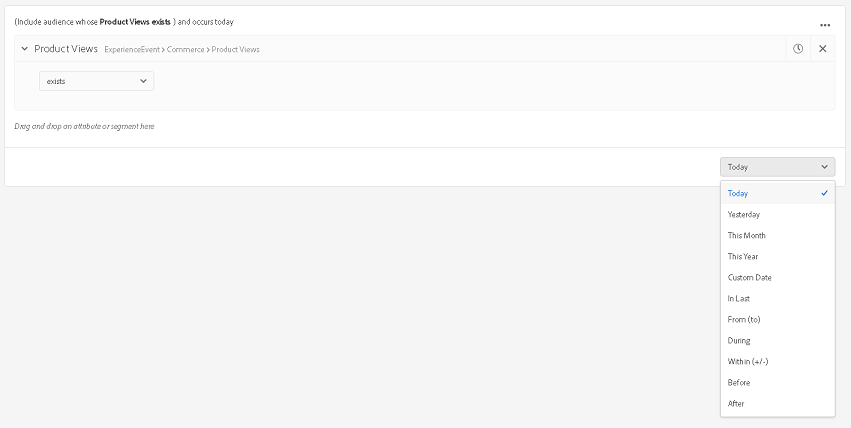 (Include audience whose Product Views exists ) and occurs today
Product Views ExperienceEvent > Commerce > Product Views
exists
Drag and drop an attribute or segment here
Today
Today
Yesterday
This Month
This Year
Custom Date
In Last
From (to)
During
Within (+/-)
Before
After